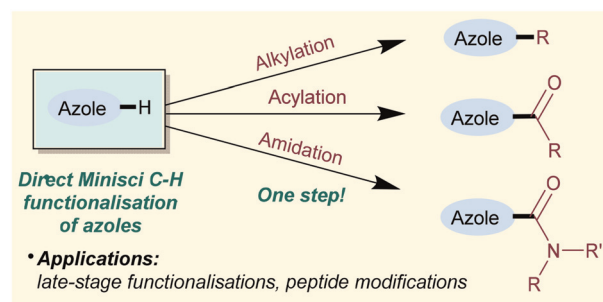 Azole
H
Direct Minisci C-H
functionalisation
of azoles
Alkylation
Acylation
Amidation
One step!
Azole
R
Azole
O
R
Azole
O
N
R'
R
• Applications:
late-stage functionalisations, peptide modifications